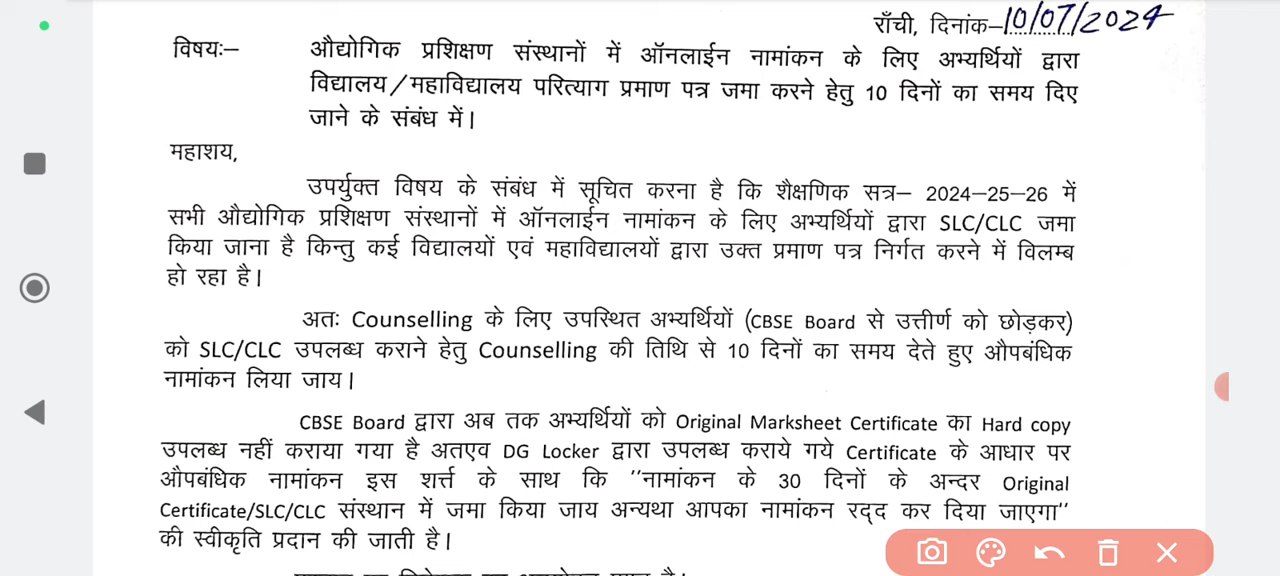 राँची, दिनांक–10/07/2024
विषयः– औद्योगिक प्रशिक्षण संस्थानों में ऑनलाईन नामांकन के लिए अभ्यर्थियों द्वारा
विद्यालय/महाविद्यालय परित्याग प्रमाण पत्र जमा करने हेतु 10 दिनों का समय दिए
जाने के संबंध में।
महाशय,
उपर्युक्त विषय के संबंध में सूचित करना है कि शैक्षणिक सत्र– 2024–25–26 में
सभी औद्योगिक प्रशिक्षण संस्थानों में ऑनलाईन नामांकन के लिए अभ्यर्थियों द्वारा SLC/CLC जमा
किया जाना है किन्तु कई विद्यालयों एवं महाविद्यालयों द्वारा उक्त प्रमाण पत्र निर्गत करने में विलम्ब
हो रहा है।
अतः Counselling के लिए उपस्थित अभ्यर्थियों (CBSE Board से उत्तीर्ण को छोड़कर)
को SLC/CLC उपलब्ध कराने हेतु Counselling की तिथि से 10 दिनों का समय देते हुए औपबंधिक
नामांकन लिया जाय।
CBSE Board द्वारा अब तक अभ्यर्थियों को Original Marksheet Certificate का Hard copy
उपलब्ध नहीं कराया गया है अतएव DG Locker द्वारा उपलब्ध कराये गये Certificate के आधार पर
औपबंधिक नामांकन इस शर्त्त के साथ कि ''नामांकन के 30 दिनों के अन्दर Original
Certificate/SLC/CLC संस्थान में जमा किया जाय अन्यथा आपका नामांकन रद्द कर दिया जाएगा''
की स्वीकृति प्रदान की जाती है।